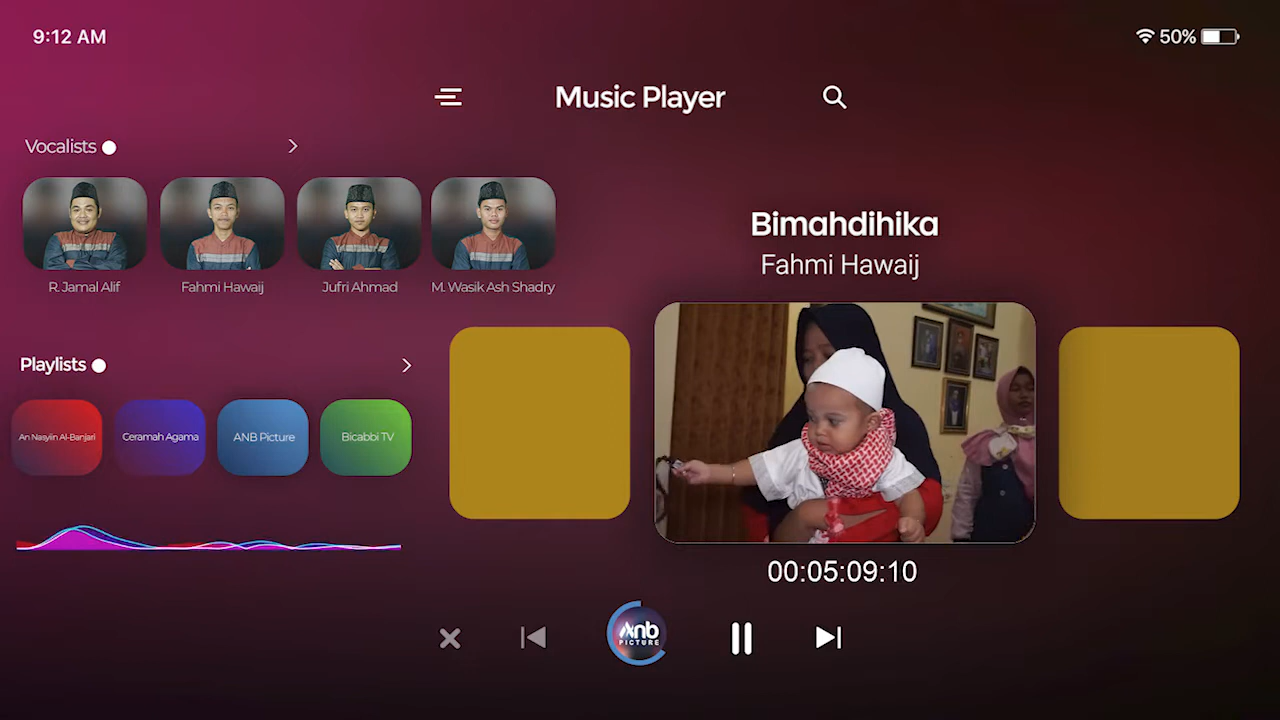 9:12 AM
50%
Music Player
Vocalists
R. Jamal Alif
Fahmi Hawaij
Jufri Ahmad
M. Wasik Ash Shadry
Bimahdihika
Fahmi Hawaij
Playlists
An Nasyiin Al-Banjari
Ceramah Agama
ANB Picture
Bicabbi TV
00:05:09:10
Anb
PICTURE